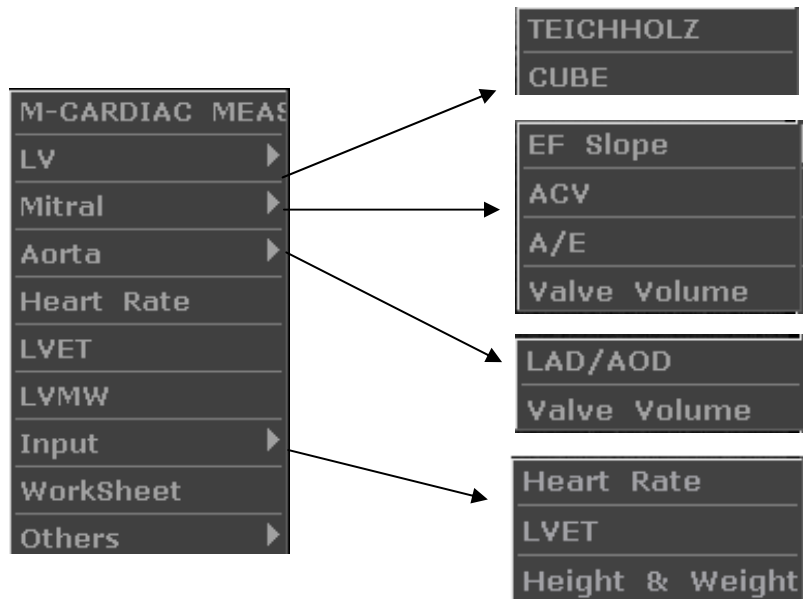 M-CARDIAC MEAS
LV
Mitral
Aorta
Heart Rate
LVET
LVMW
Input
WorkSheet
Others
TEICHHOLZ
CUBE
EF Slope
ACV
A/E
Valve Volume
LAD/AOD
Valve Volume
Heart Rate
LVET
Height & Weight